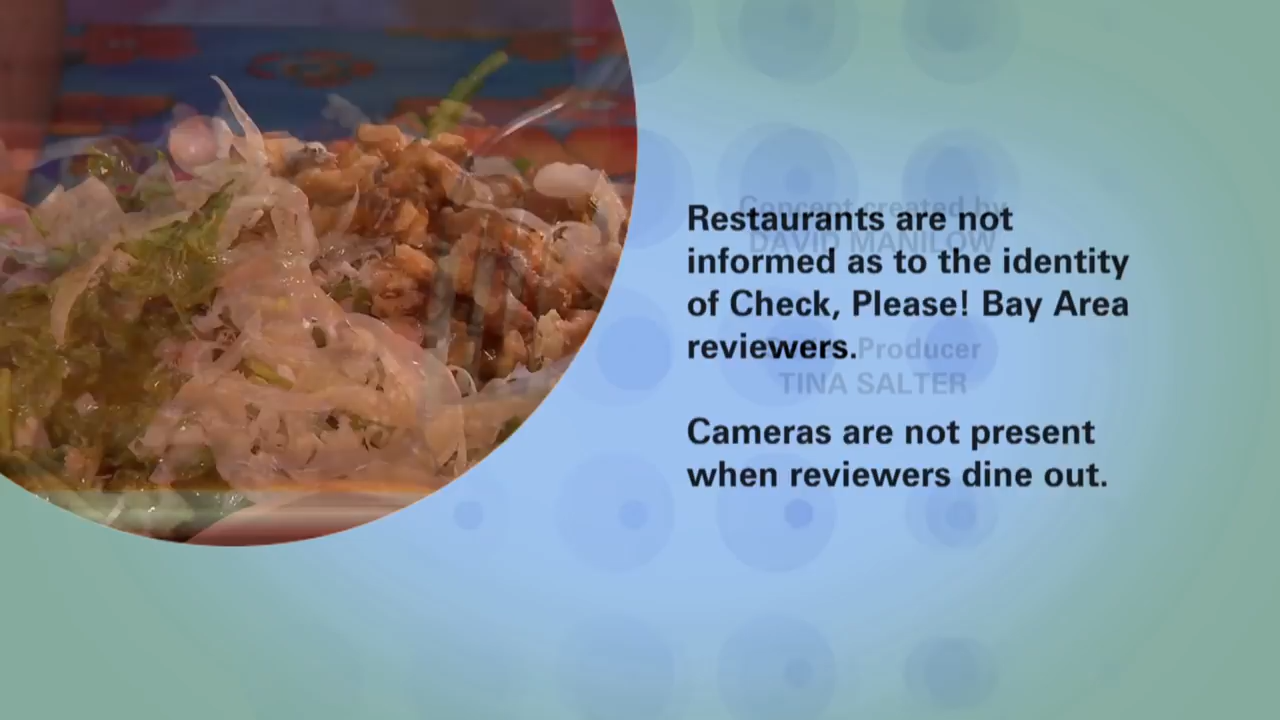 Concept created by
DAVID MANILOW
Restaurants are not
informed as to the identity
of Check, Please! Bay Area
reviewers.
Producer
TINA SALTER
Cameras are not present
when reviewers dine out.